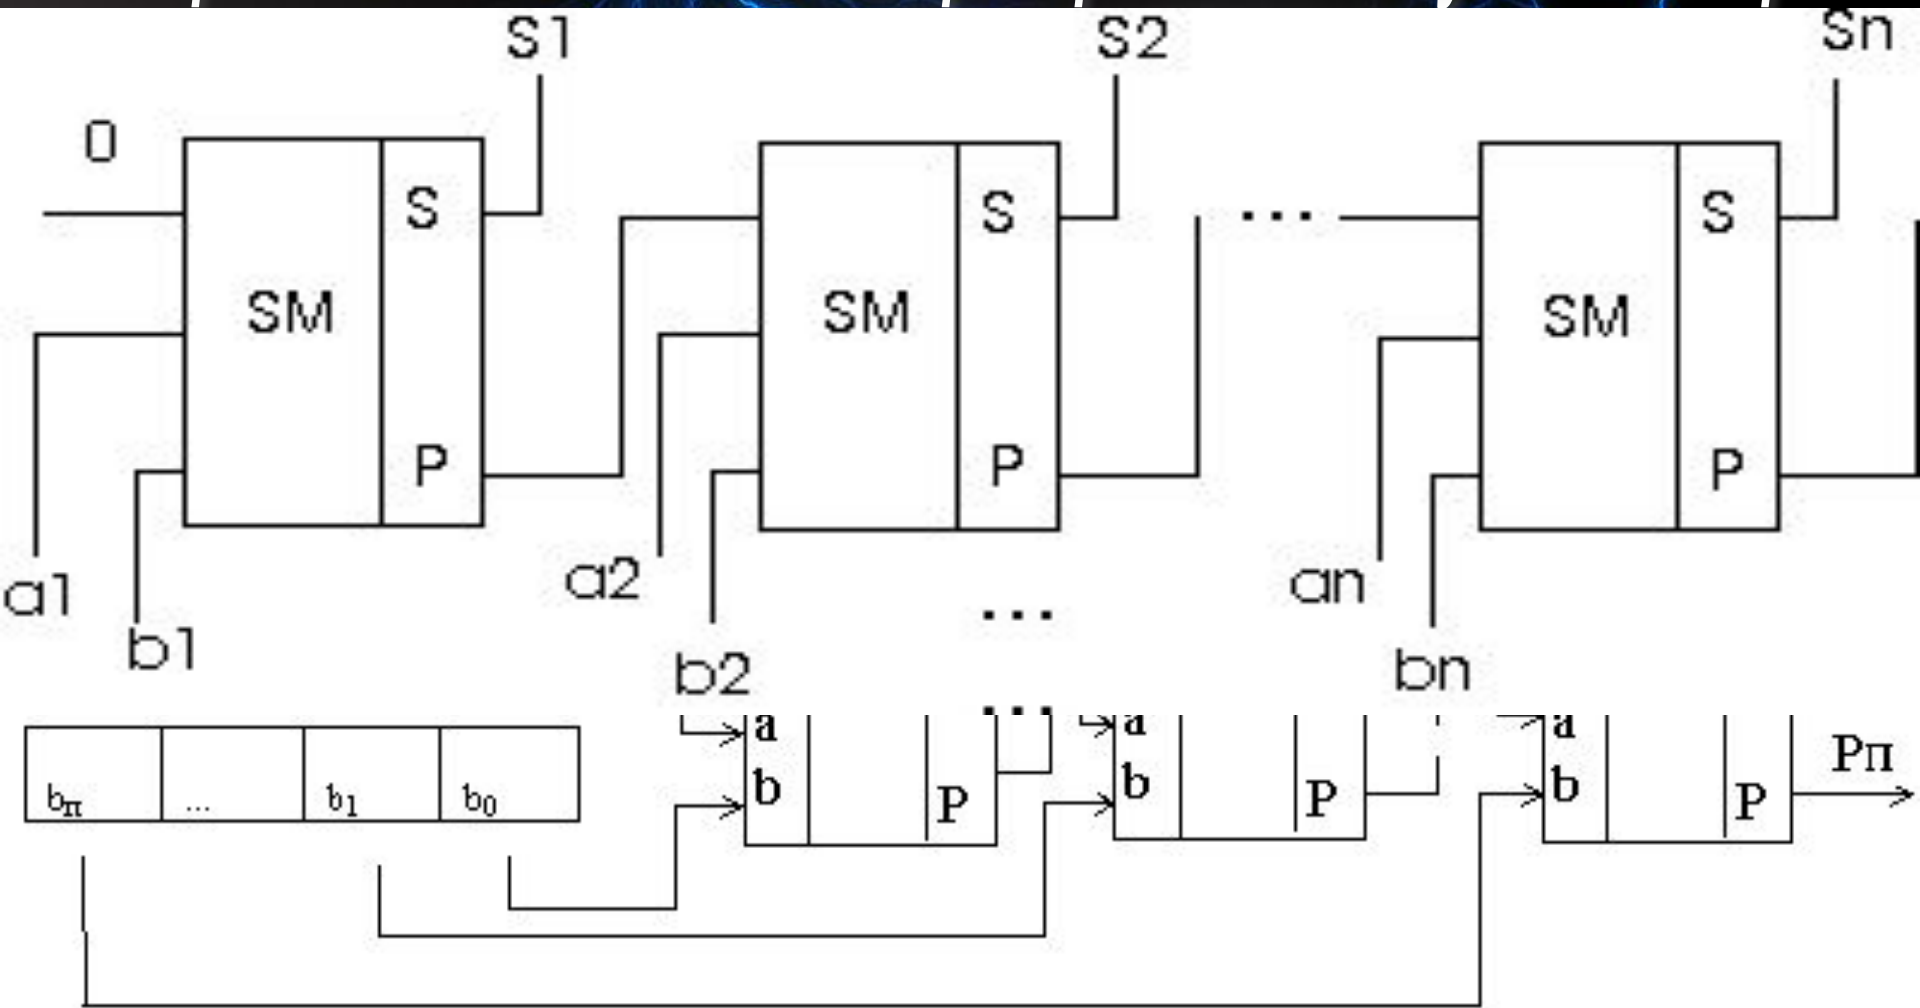 S1 S2 Sn
0
S S S
SM SM SM
P P P
a1 a2 an
...
b1 b2 bn
...
a a a
bп ... b1 b0 b P b P b P Pп